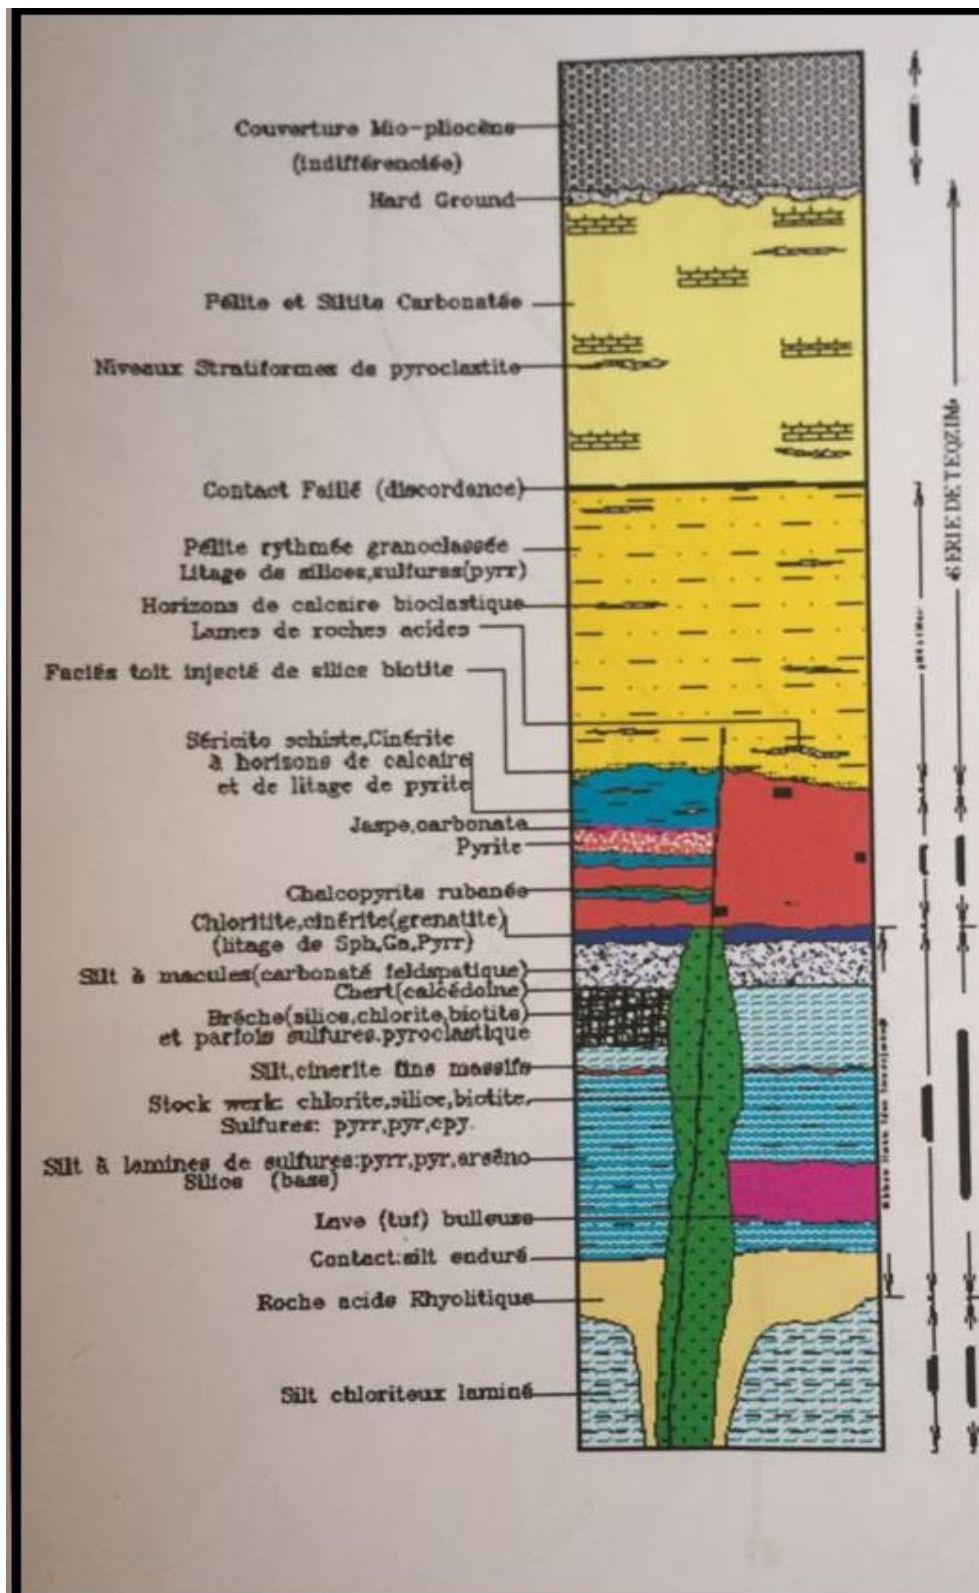 Couverture Mio-pliocène
(indifférenciée)
Hard Ground
Pélite et Siltite Carbonatée
Niveaux Stratiformes de pyroclastite
Contact Faillé (discordance)
Pélite rythmée granoclassée
Litage de silices,sulfures(pyrr)
Horizons de calcaire bioclastique
Lames de roches acides
Faciés toit injecté de silice biotite
Séricito schiste,Cinérite
à horizons de calcaire
et de litage de pyrite
Jaspe,carbonate
Pyrite
Chalcopyrite rubanée
Chloritite,cinérite(grenatite)
(litage de Sph,Ga,Pyrr)
Silt à macules(carbonaté feldspatique)
Chert(calcédoine)
Brêche(silice,chlorite,biotite)
et parfois sulfures.pyroclastique
Silt,cinerite fins massifs
Stock werk: chlorite,silice,biotite,
Sulfures: pyrr,pyr,cpy.
Silt à lamines de sulfures:pyrr,pyr,arséno
Silice (base)
Lave (tuf) bulleuse
Contact:silt enduré
Roche acide Rhyolitique
Silt chloriteux laminé
SERIE DE TEQZIM